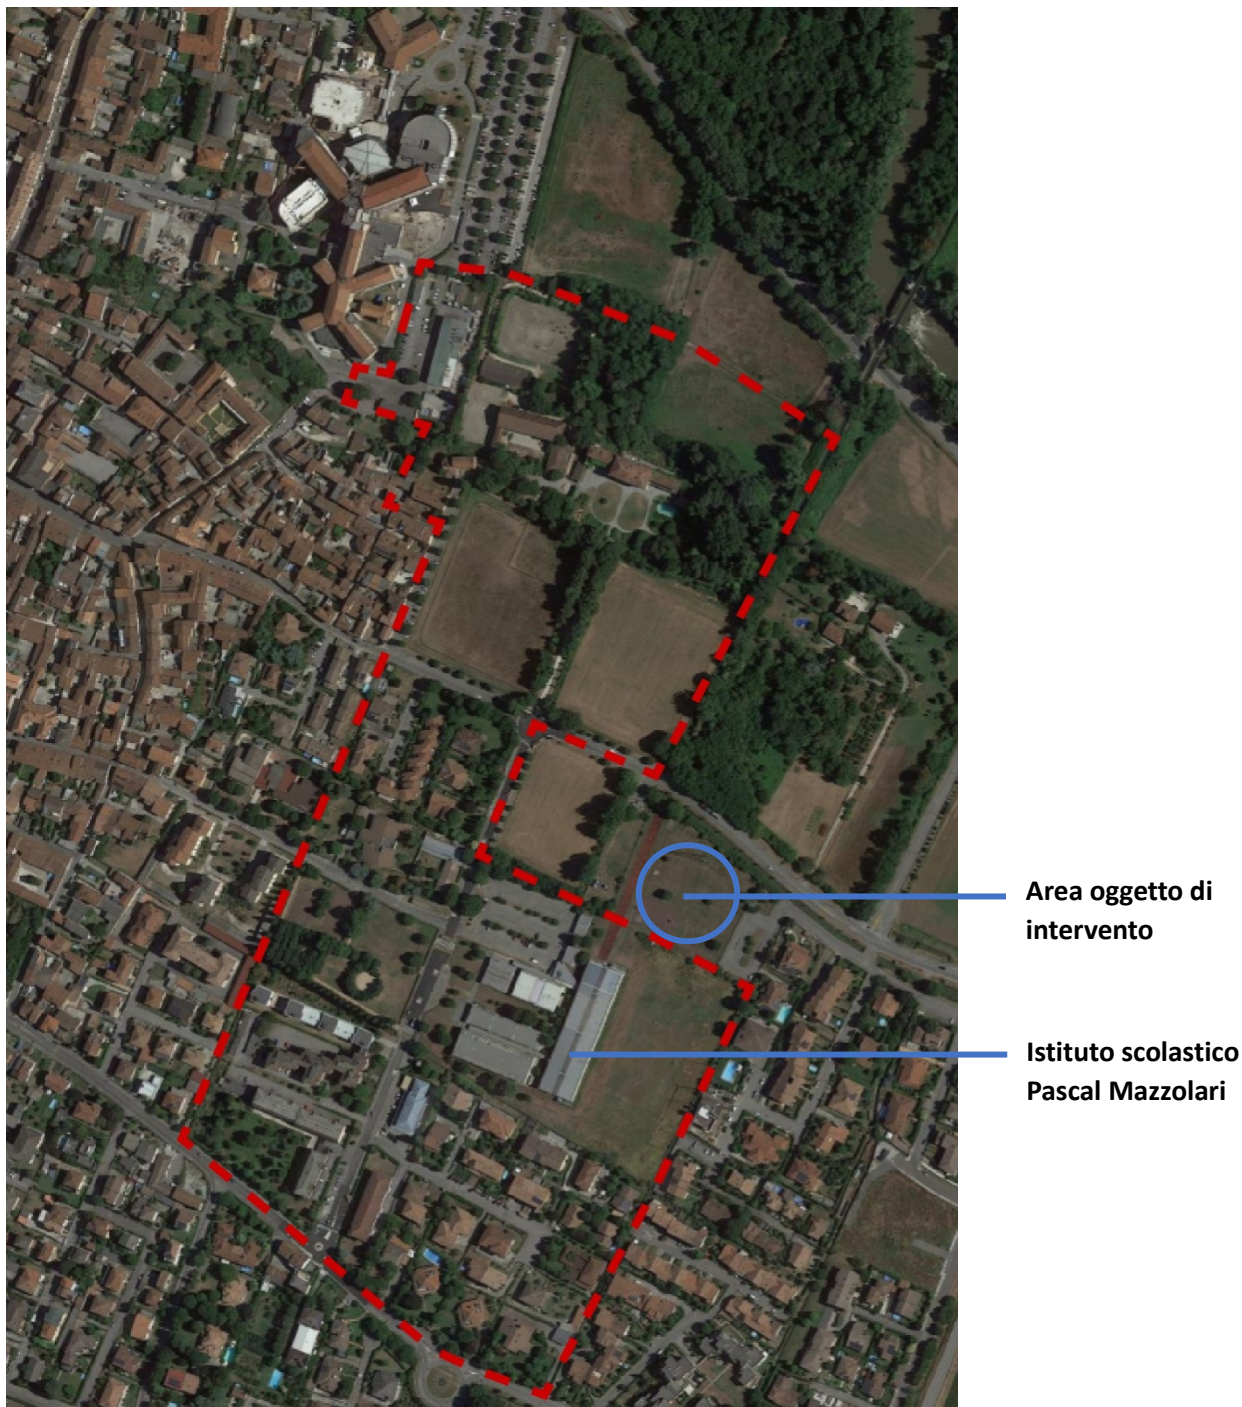 Area oggetto di
intervento
Istituto scolastico
Pascal Mazzolari